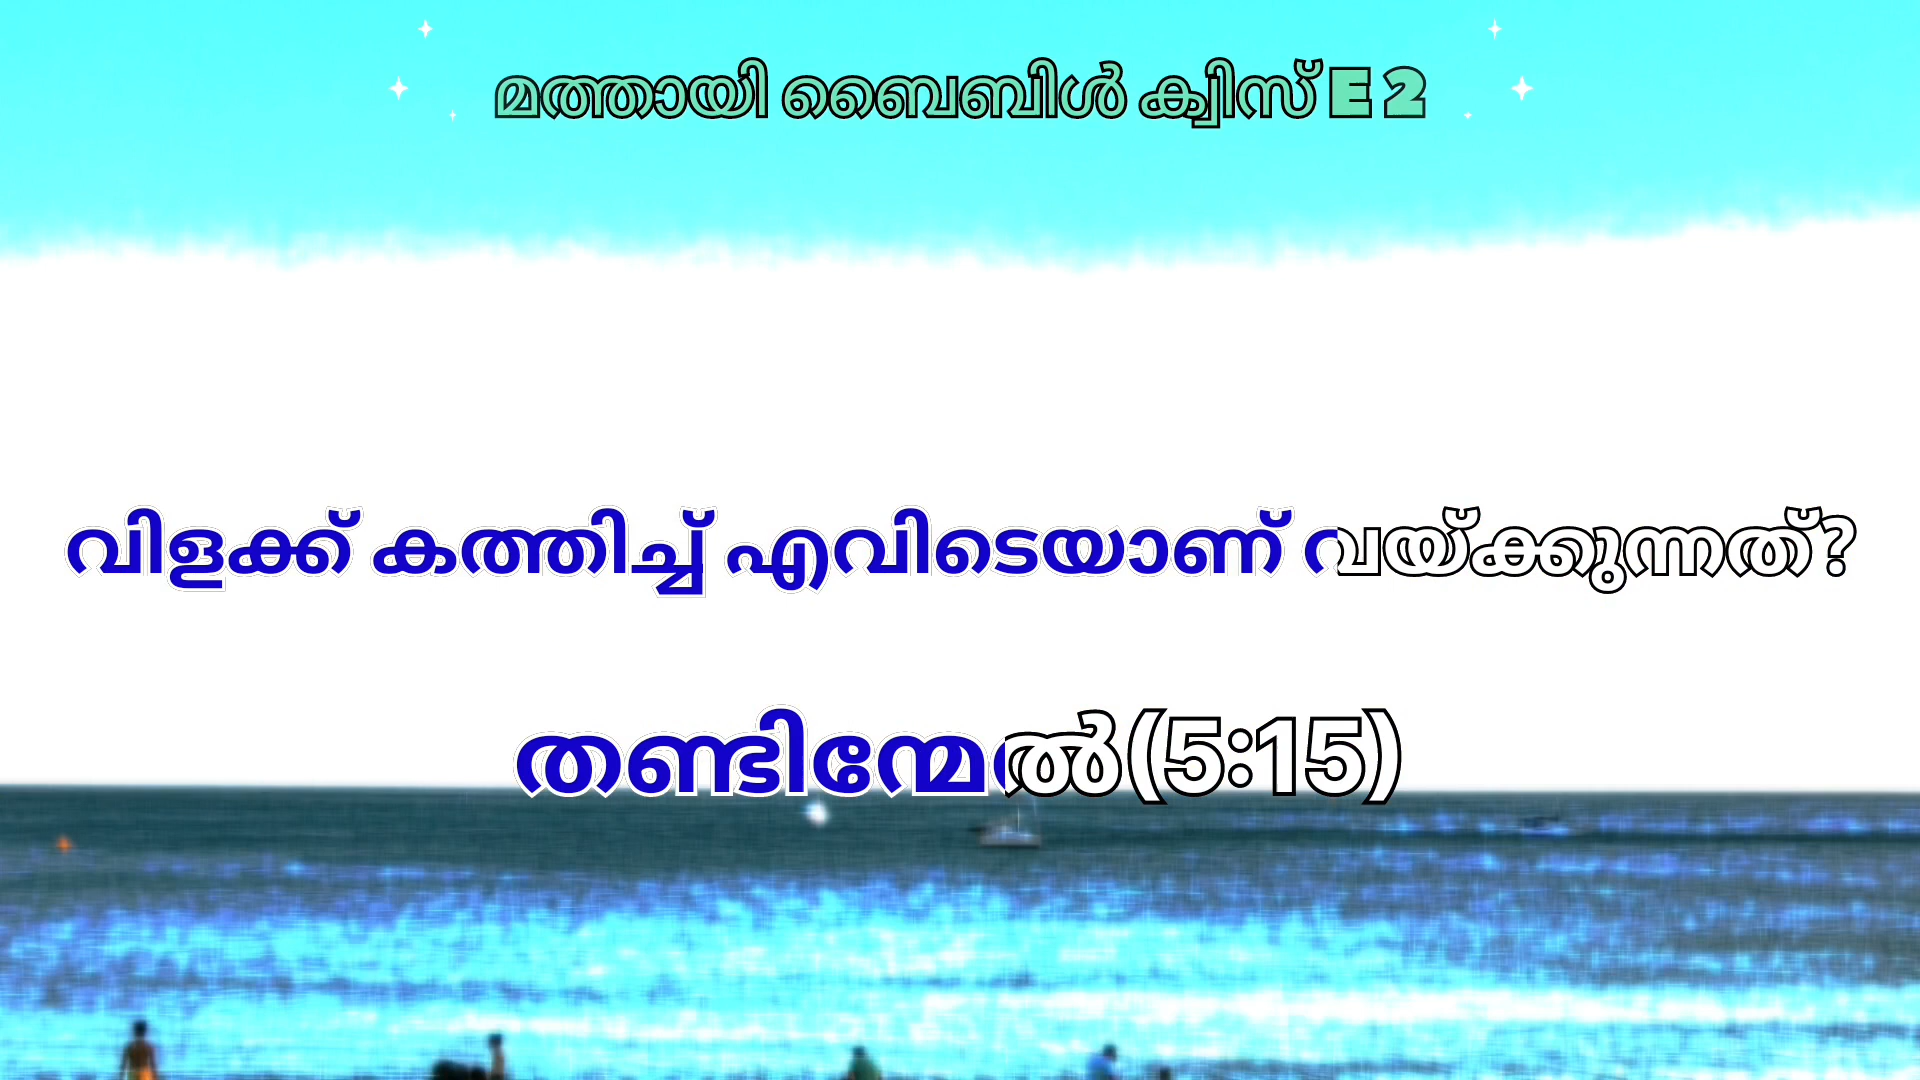 മത്തായി ബൈബിൾ ക്വിസ് E 2
വിളക്ക് കത്തിച്ച് എവിടെയാണ് വയ്ക്കുന്നത്?
തണ്ടിന്മേൽ(5:15)